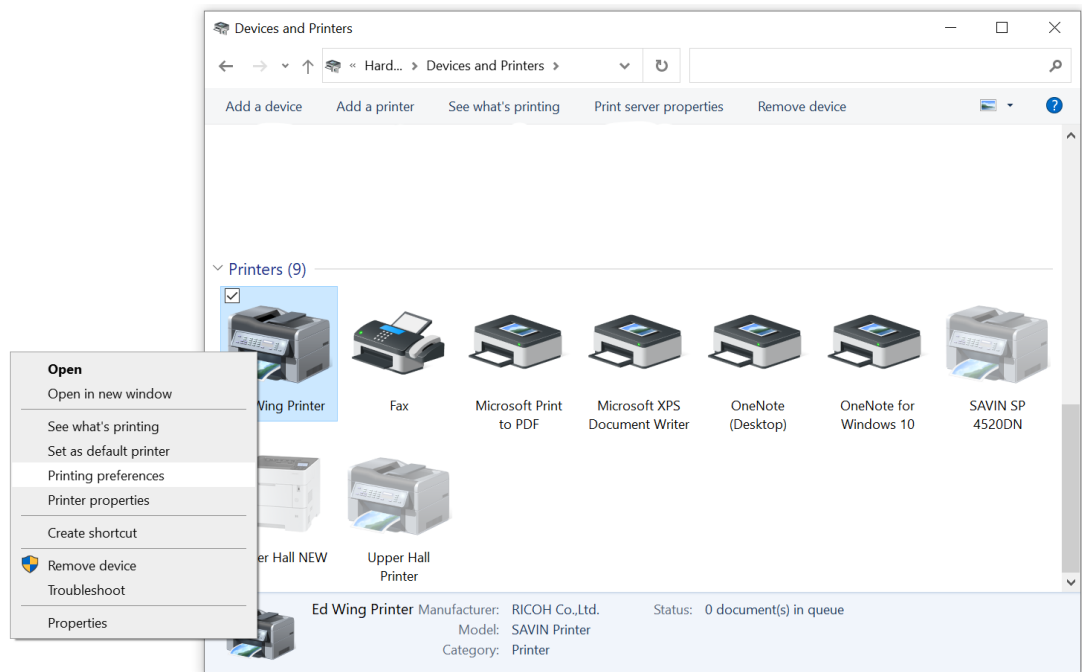 Devices and Printers
« Hard... > Devices and Printers >
Add a device Add a printer See what's printing Print server properties Remove device ?
Printers (9)
Wing Printer Fax Microsoft Print to PDF Microsoft XPS Document Writer OneNote (Desktop) OneNote for Windows 10 SAVIN SP 4520DN
Open
Open in new window
See what's printing
Set as default printer
Printing preferences
Printer properties
Create shortcut
Remove device
Troubleshoot
Properties
er Hall NEW Upper Hall Printer
Ed Wing Printer Manufacturer: RICOH Co.,Ltd. Status: 0 document(s) in queue
Model: SAVIN Printer
Category: Printer